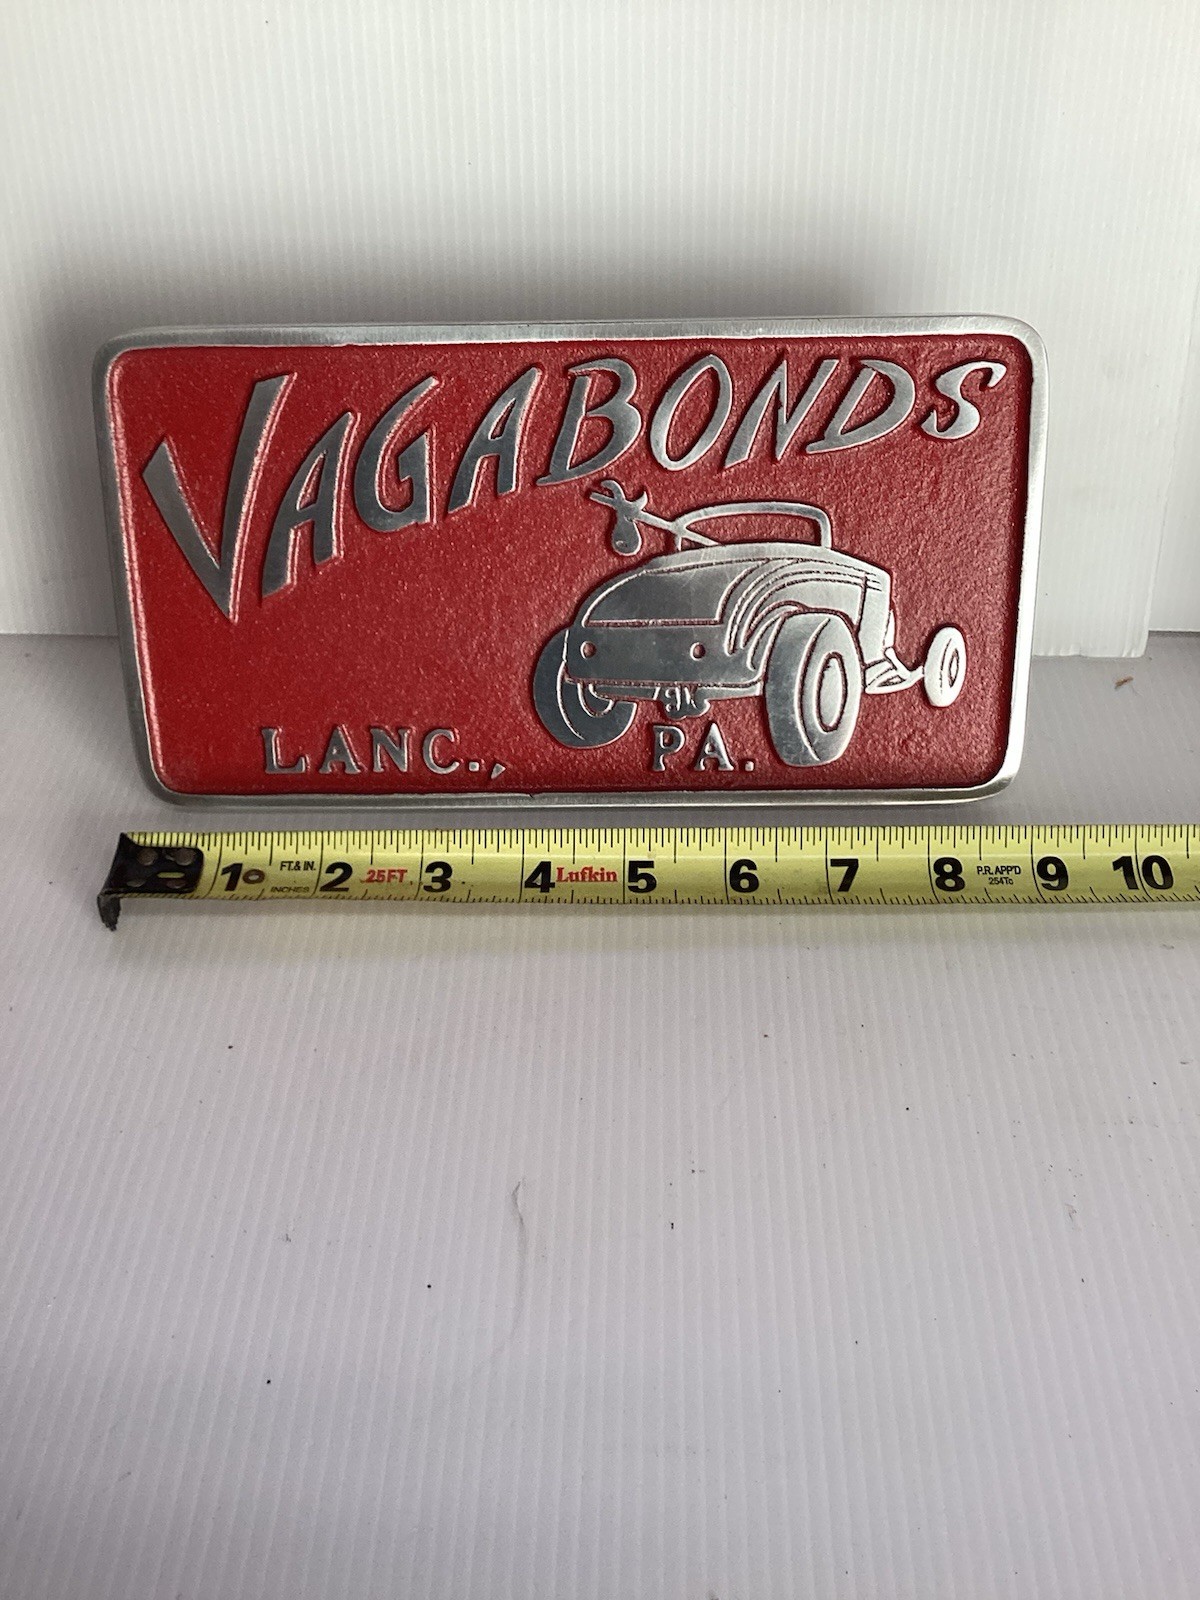 VAGABONDS
LANC., PA.
1 FT.& IN. INCHES 2 25FT 3 4 Lufkin 5 6 7 8 P.R. APP'D 254Tc 9 10